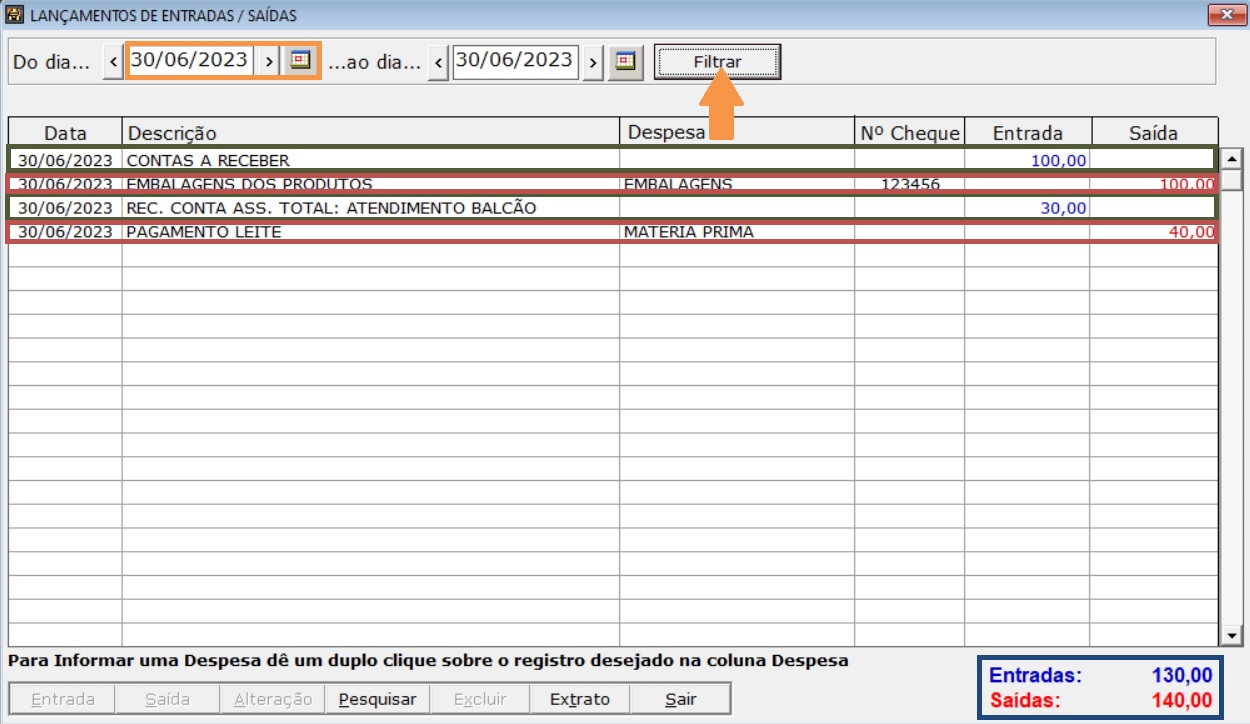 LANÇAMENTOS DE ENTRADAS / SAÍDAS
Do dia... < 30/06/2023 > ...ao dia... < 30/06/2023 > Filtrar
Data Descrição Despesa Nº Cheque Entrada Saída
30/06/2023 CONTAS A RECEBER 100,00
30/06/2023 EMBALAGENS DOS PRODUTOS EMBALAGENS 123456 100,00
30/06/2023 REC. CONTA ASS. TOTAL: ATENDIMENTO BALCÃO 30,00
30/06/2023 PAGAMENTO LEITE MATERIA PRIMA 40,00
Para Informar uma Despesa dê um duplo clique sobre o registro desejado na coluna Despesa
Entradas: 130,00
Saídas: 140,00
Entrada Saída Alteração Pesquisar Excluir Extrato Sair